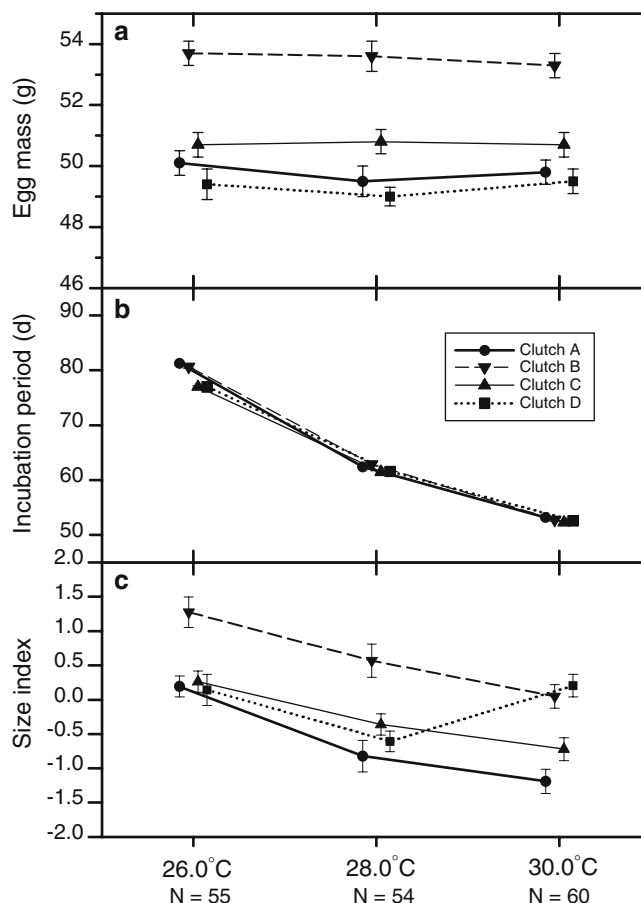 a
Egg mass (g)
54
52
50
48
46
b
Incubation period (d)
90
80
70
60
50
Clutch A
Clutch B
Clutch C
Clutch D
c
Size index
2.0
1.5
1.0
0.5
0.0
-0.5
-1.0
-1.5
-2.0
26.0°C 28.0°C 30.0°C
N = 55 N = 54 N = 60